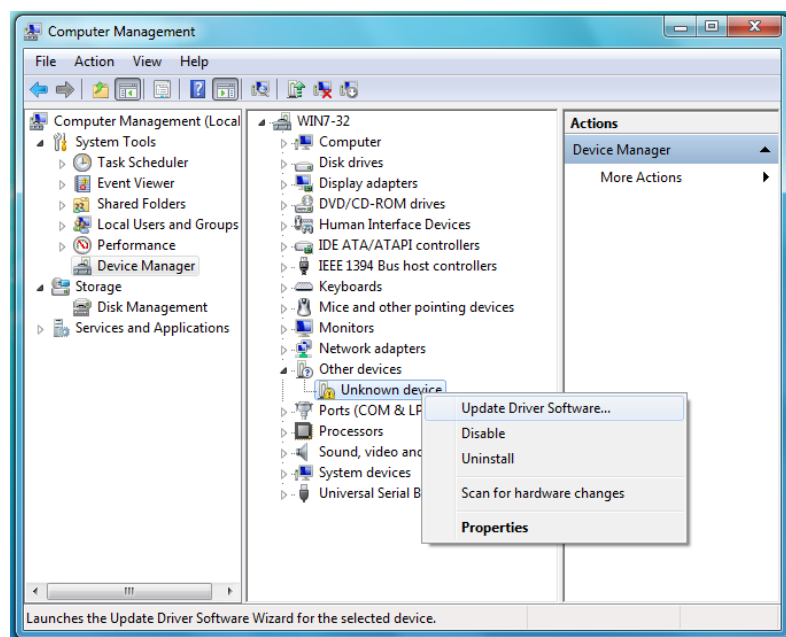 Computer Management
File Action View Help
Computer Management (Local
System Tools
Task Scheduler
Event Viewer
Shared Folders
Local Users and Groups
Performance
Device Manager
Storage
Disk Management
Services and Applications
WIN7-32
Computer
Disk drives
Display adapters
DVD/CD-ROM drives
Human Interface Devices
IDE ATA/ATAPI controllers
IEEE 1394 Bus host controllers
Keyboards
Mice and other pointing devices
Monitors
Network adapters
Other devices
Unknown device
Ports (COM & LP
Processors
Sound, video and
System devices
Universal Serial B
Update Driver Software...
Disable
Uninstall
Scan for hardware changes
Properties
Actions
Device Manager
More Actions
Launches the Update Driver Software Wizard for the selected device.